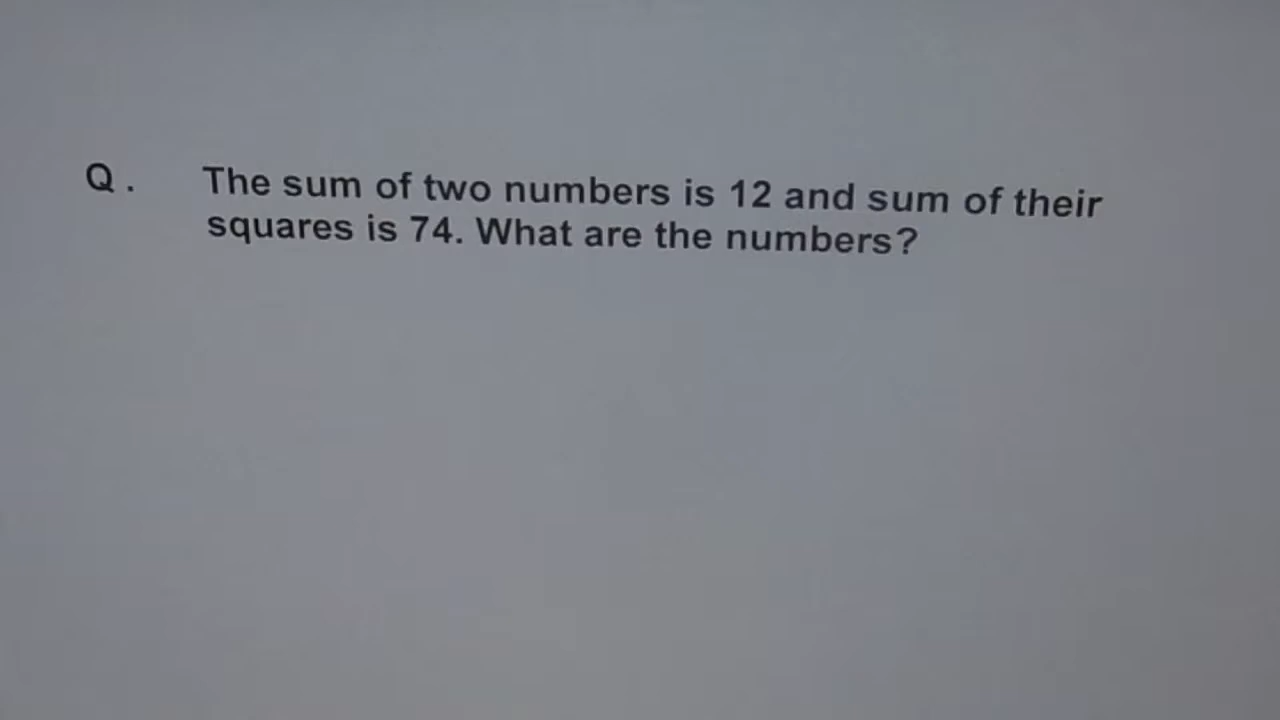 Q. The sum of two numbers is 12 and sum of their
squares is 74. What are the numbers?